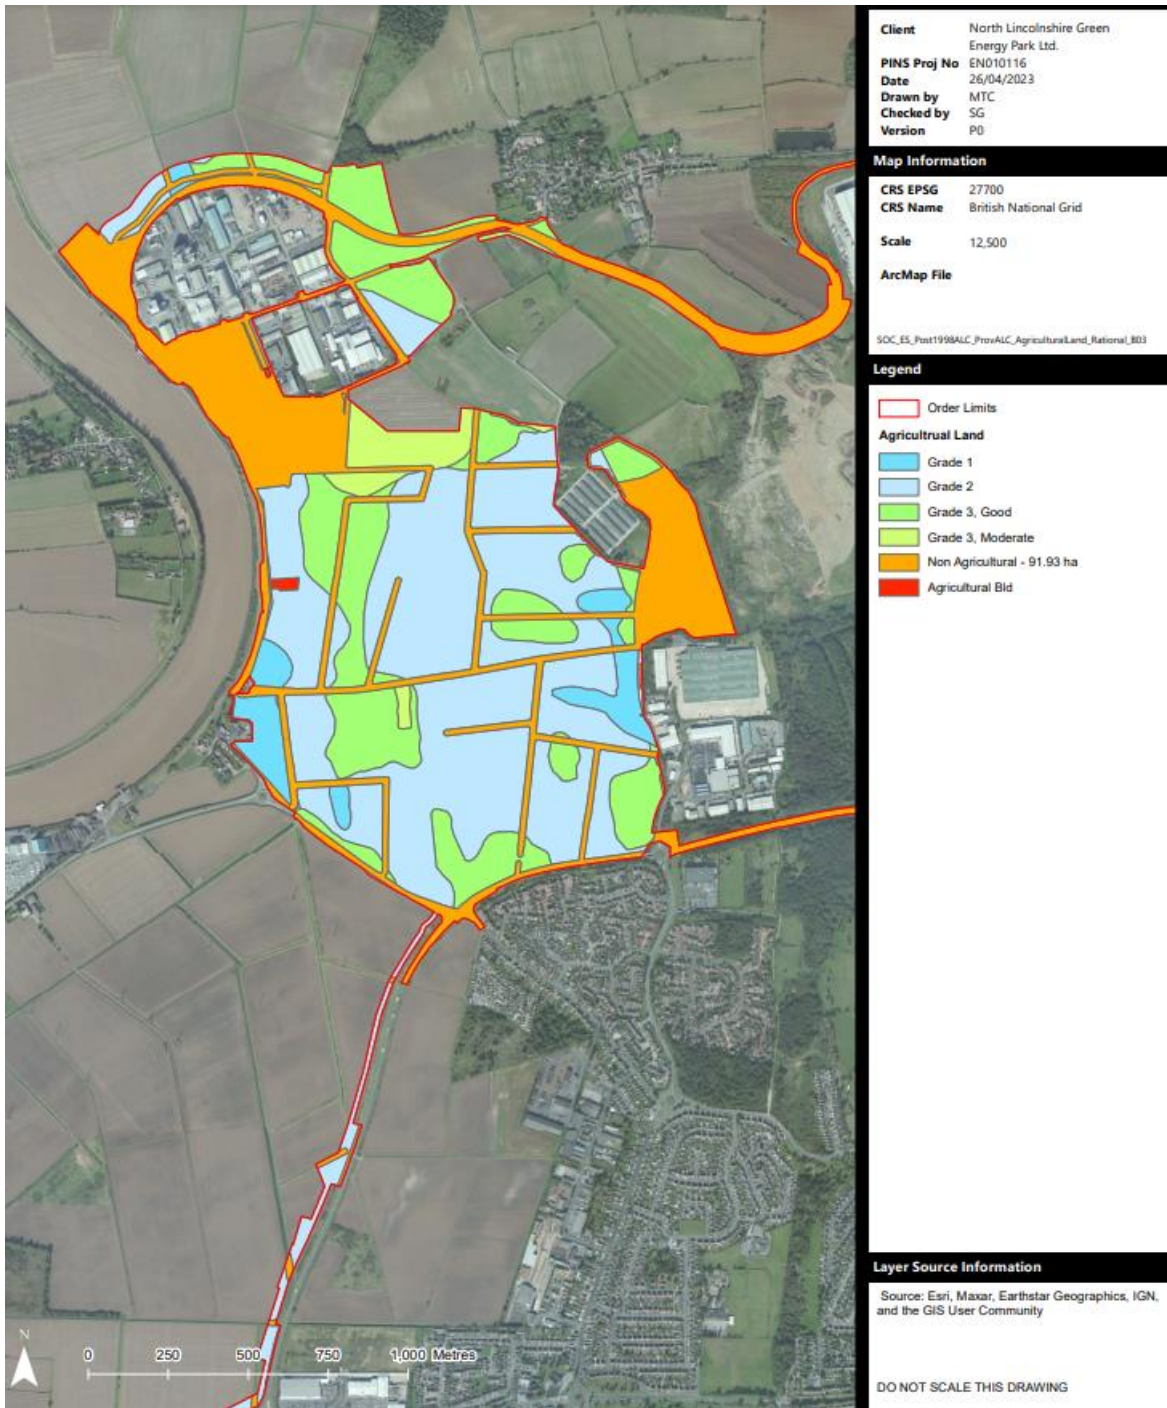 Client North Lincolnshire Green
Energy Park Ltd.
PINS Proj No EN010116
Date 26/04/2023
Drawn by MTC
Checked by SG
Version P0
Map Information
CRS EPSG 27700
CRS Name British National Grid
Scale 12,500
ArcMap File
SOC_ES_Post1998ALC_ProvALC_AgriculturalLand_Rational_B03
Legend
Order Limits
Agricultrual Land
Grade 1
Grade 2
Grade 3, Good
Grade 3, Moderate
Non Agricultural - 91.93 ha
Agricultural Bld
Layer Source Information
Source: Esri, Maxar, Earthstar Geographics, IGN,
and the GIS User Community
DO NOT SCALE THIS DRAWING
N
0 250 500 750 1,000 Metres